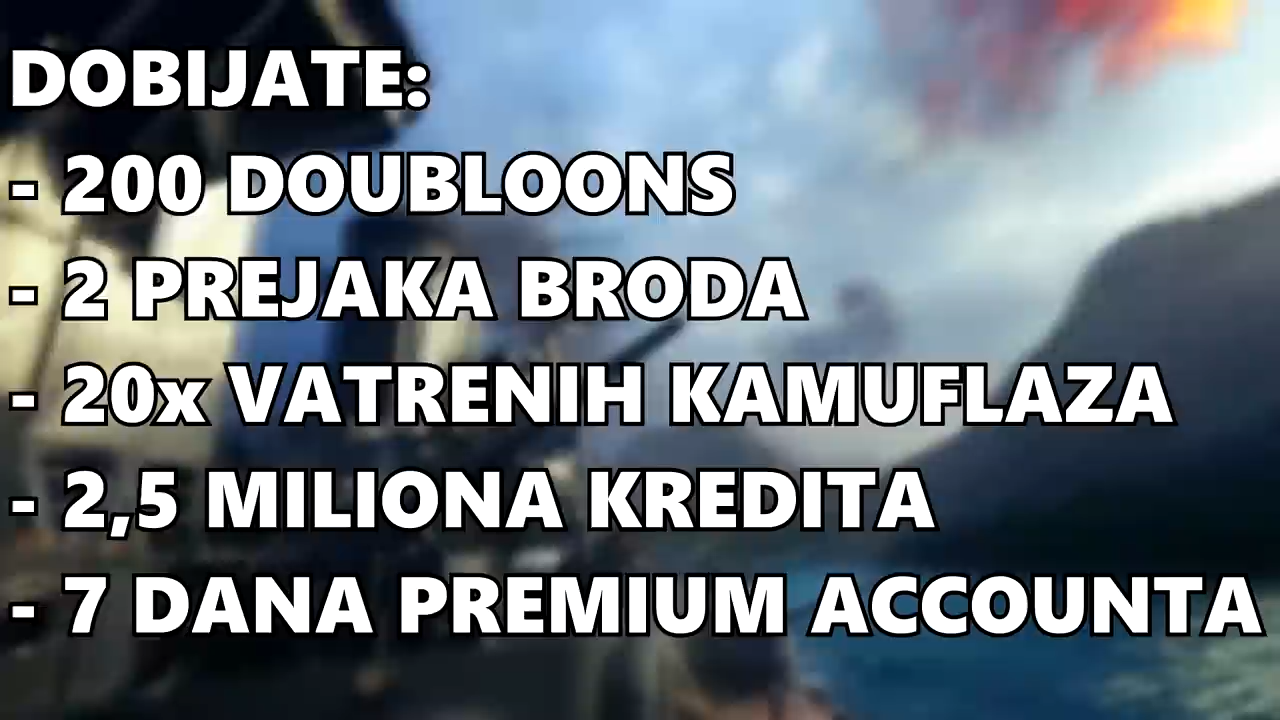 DOBIJATE:
- 200 DOUBLOONS
- 2 PREJAKA BRODA
- 20x VATRENIH KAMUFLAZA
- 2,5 MILIONA KREDITA
- 7 DANA PREMIUM ACCOUNTA